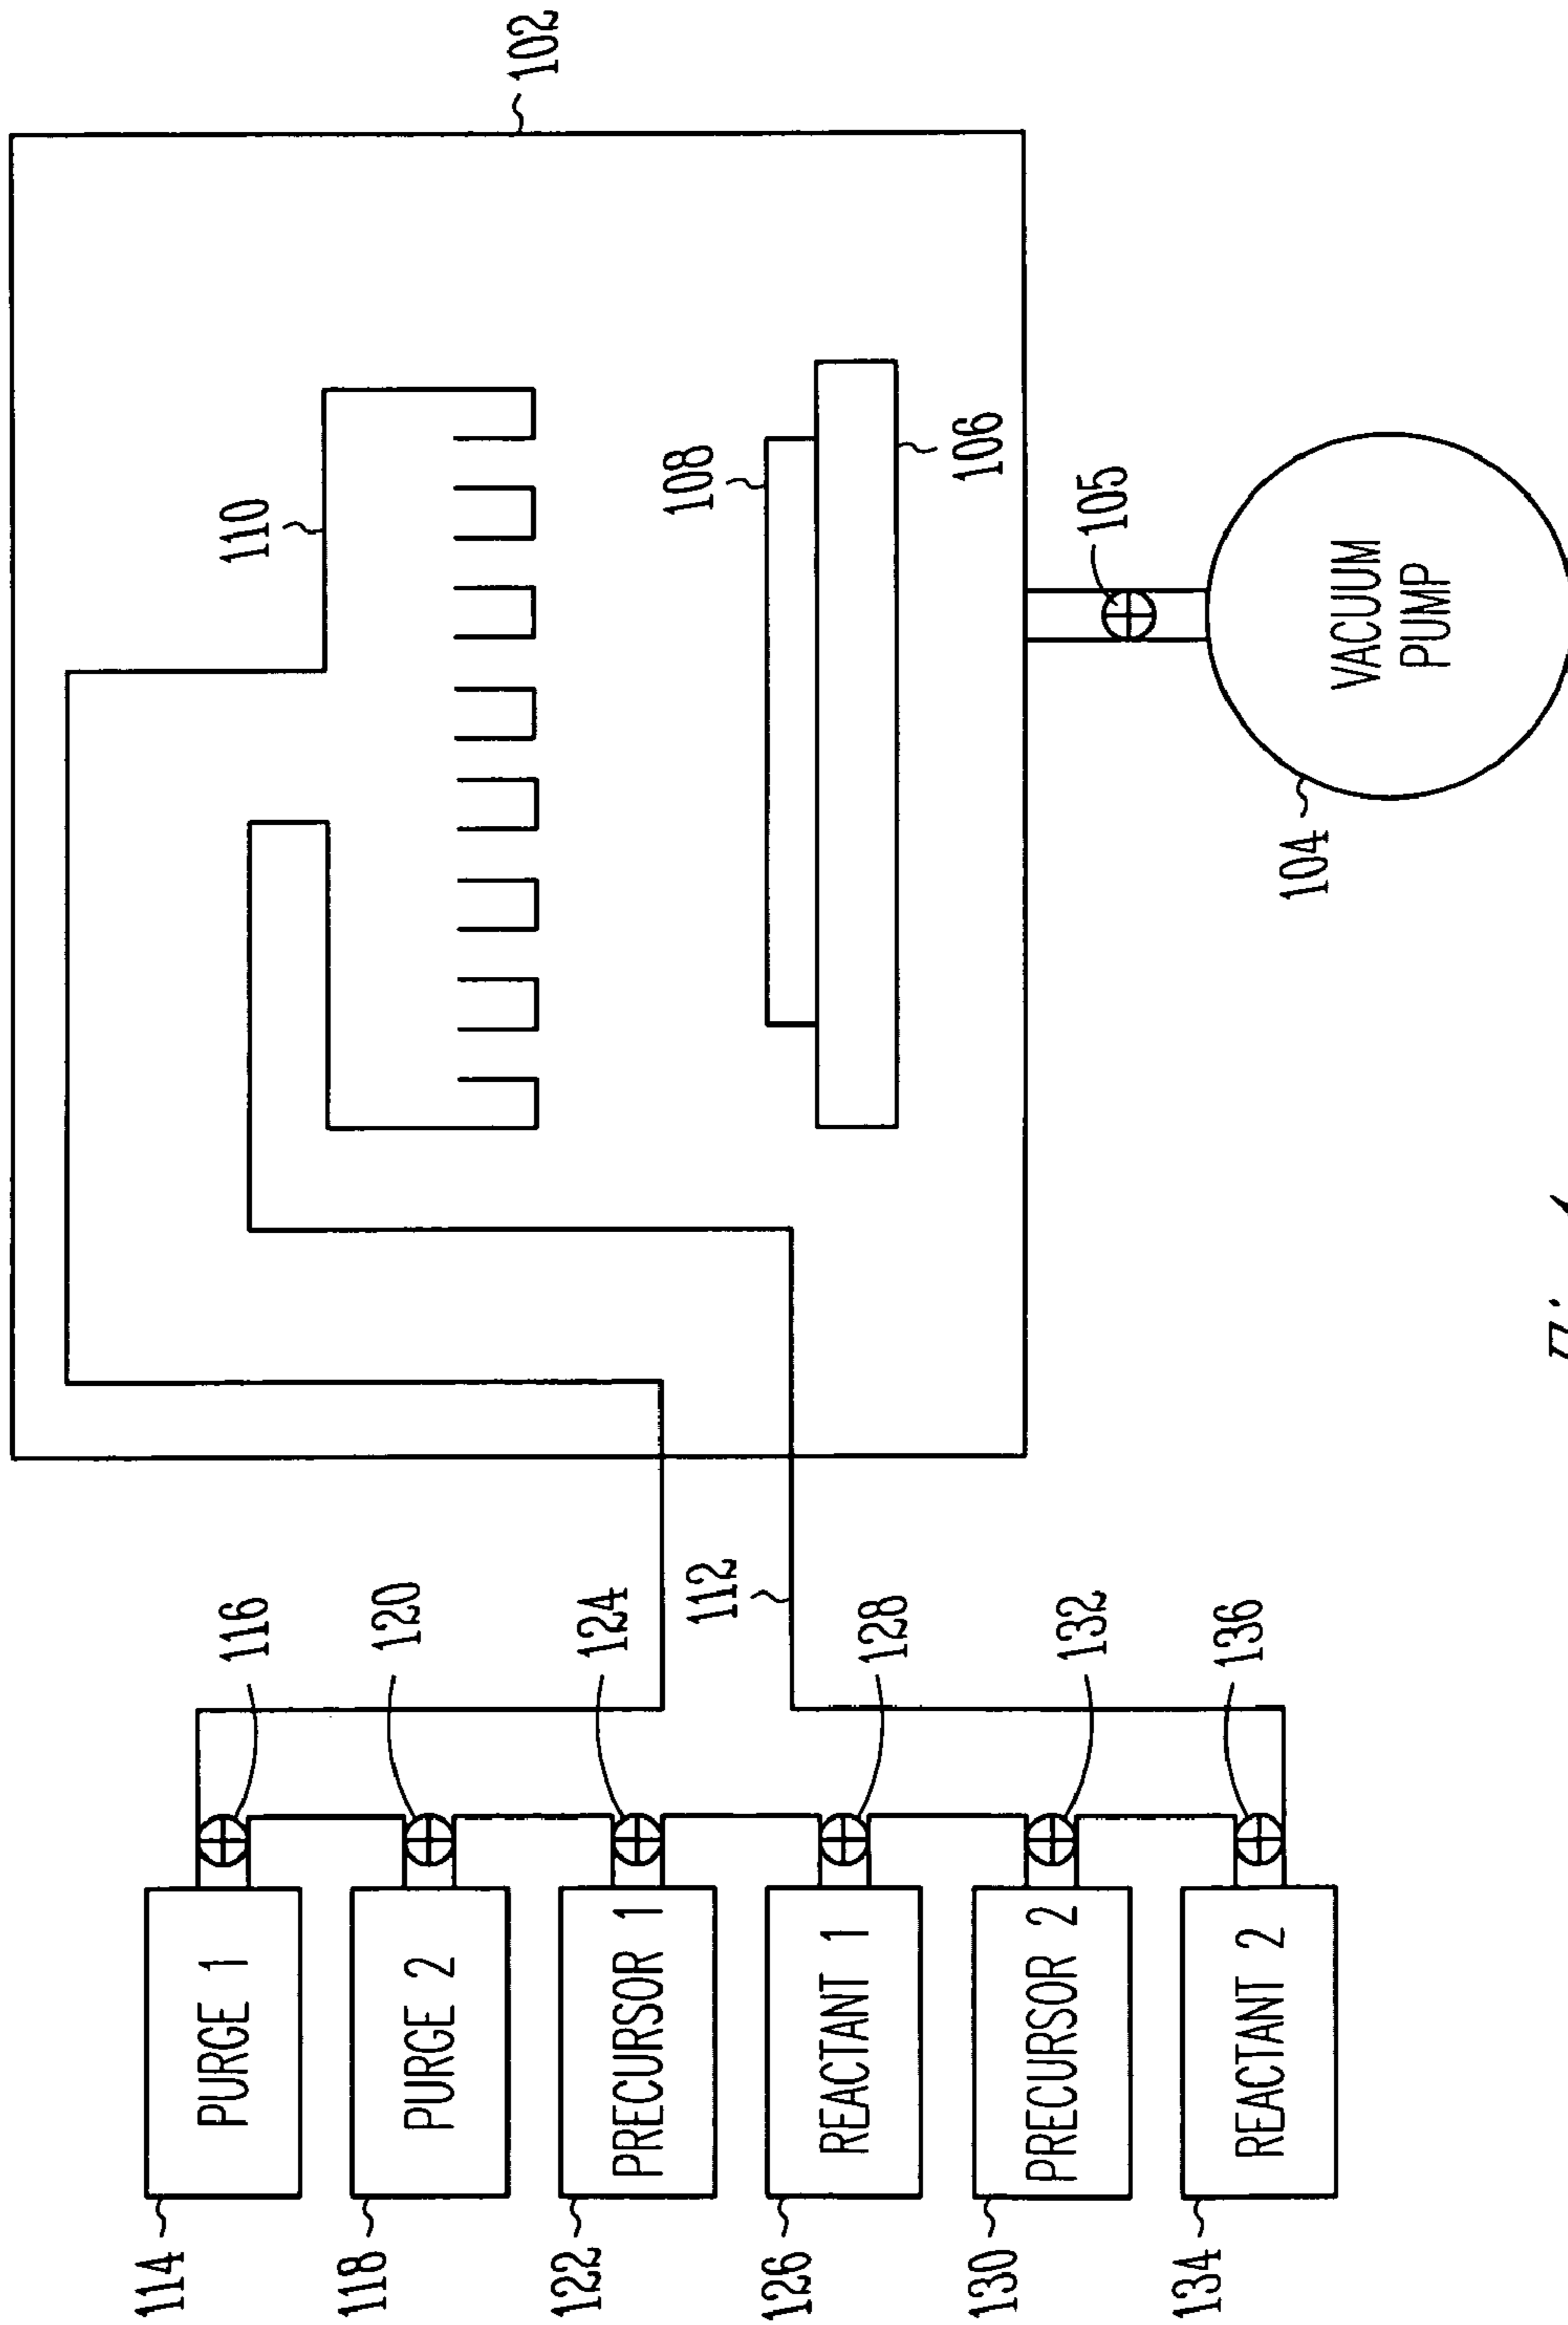 102
110
108
106
105
VACUUM
PUMP
104
112
116
120
124
128
132
136
PURGE 1
PURGE 2
PRECURSOR 1
REACTANT 1
PRECURSOR 2
REACTANT 2
114
118
122
126
130
134